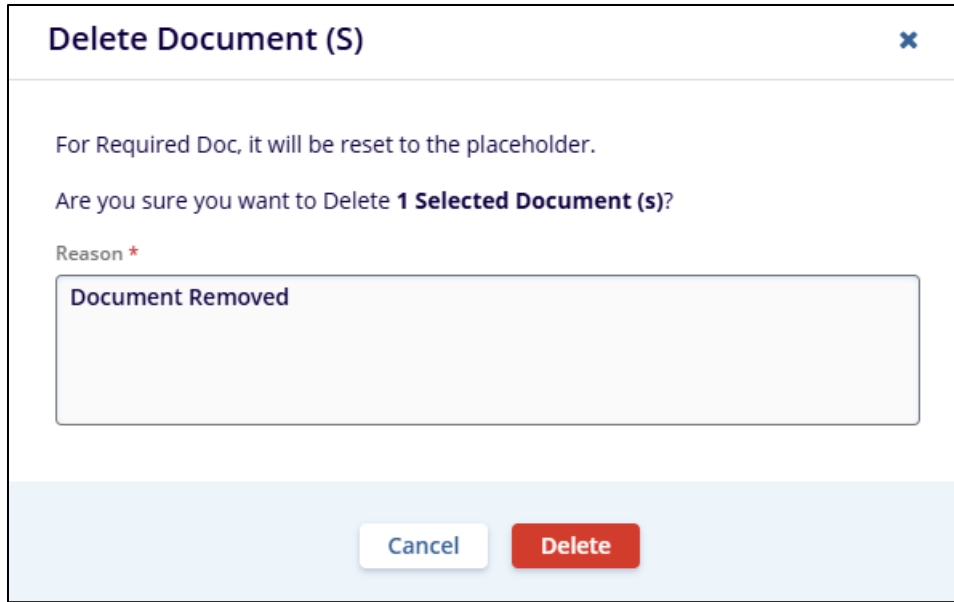 Delete Document (S)
For Required Doc, it will be reset to the placeholder.
Are you sure you want to Delete 1 Selected Document (s)?
Reason *
Document Removed
Cancel
Delete